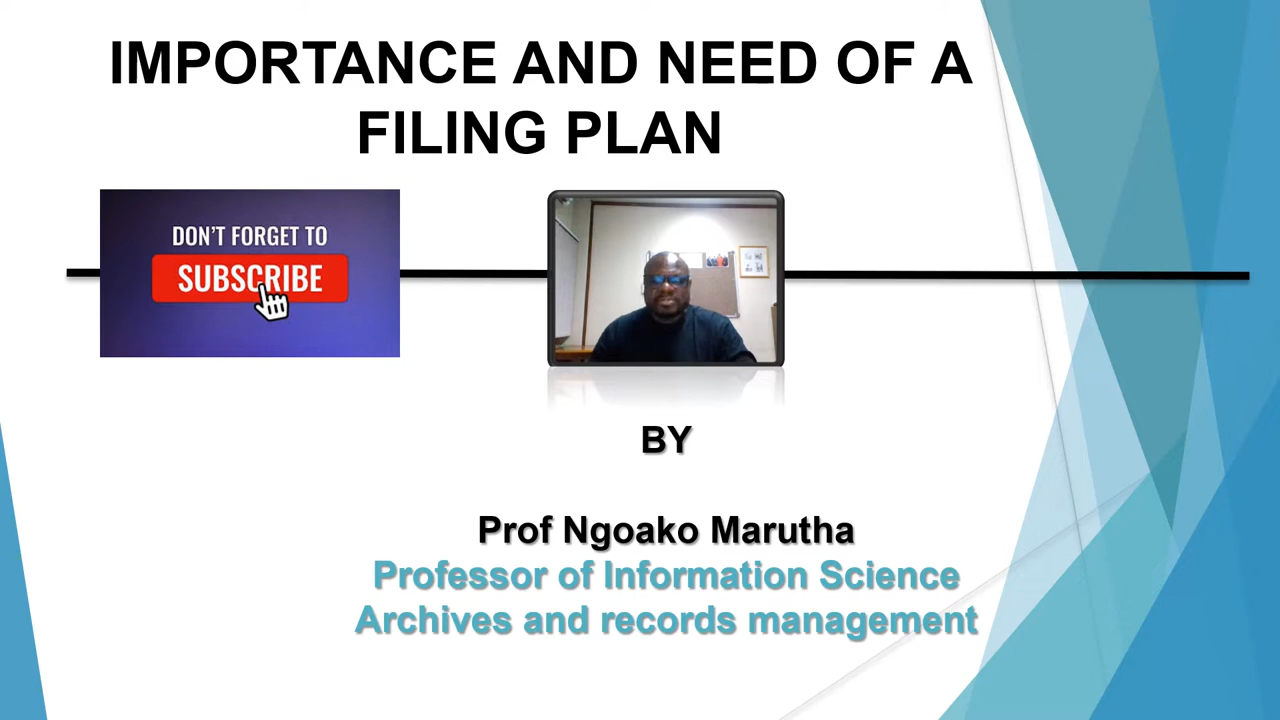 IMPORTANCE AND NEED OF A
FILING PLAN
DON'T FORGET TO
SUBSCRIBE
BY
Prof Ngoako Marutha
Professor of Information Science
Archives and records management